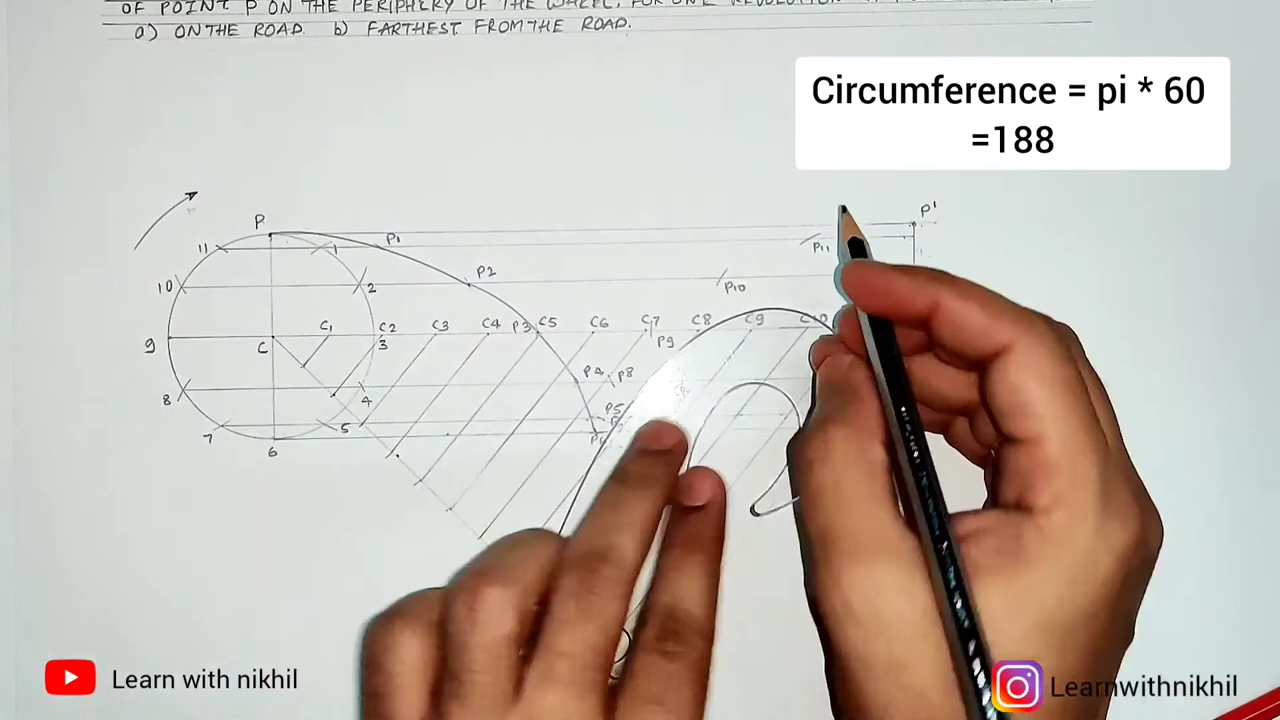 OF POINT P ON THE PERIPHERY OF THE WHEEL, FOR ONE REVOLUTION
a) ON THE ROAD b) FARTHEST FROM THE ROAD.
Circumference = pi * 60
=188
P P'
11 1 P1 P11
10 2 P2 P10
C1 C2 C3 C4 P3 C5 C6 C7 C8 C9 C10
9 C 3 P9
P4 P8
8 4
P5
7 5 P6
6
Learn with nikhil
Learnwithnikhil